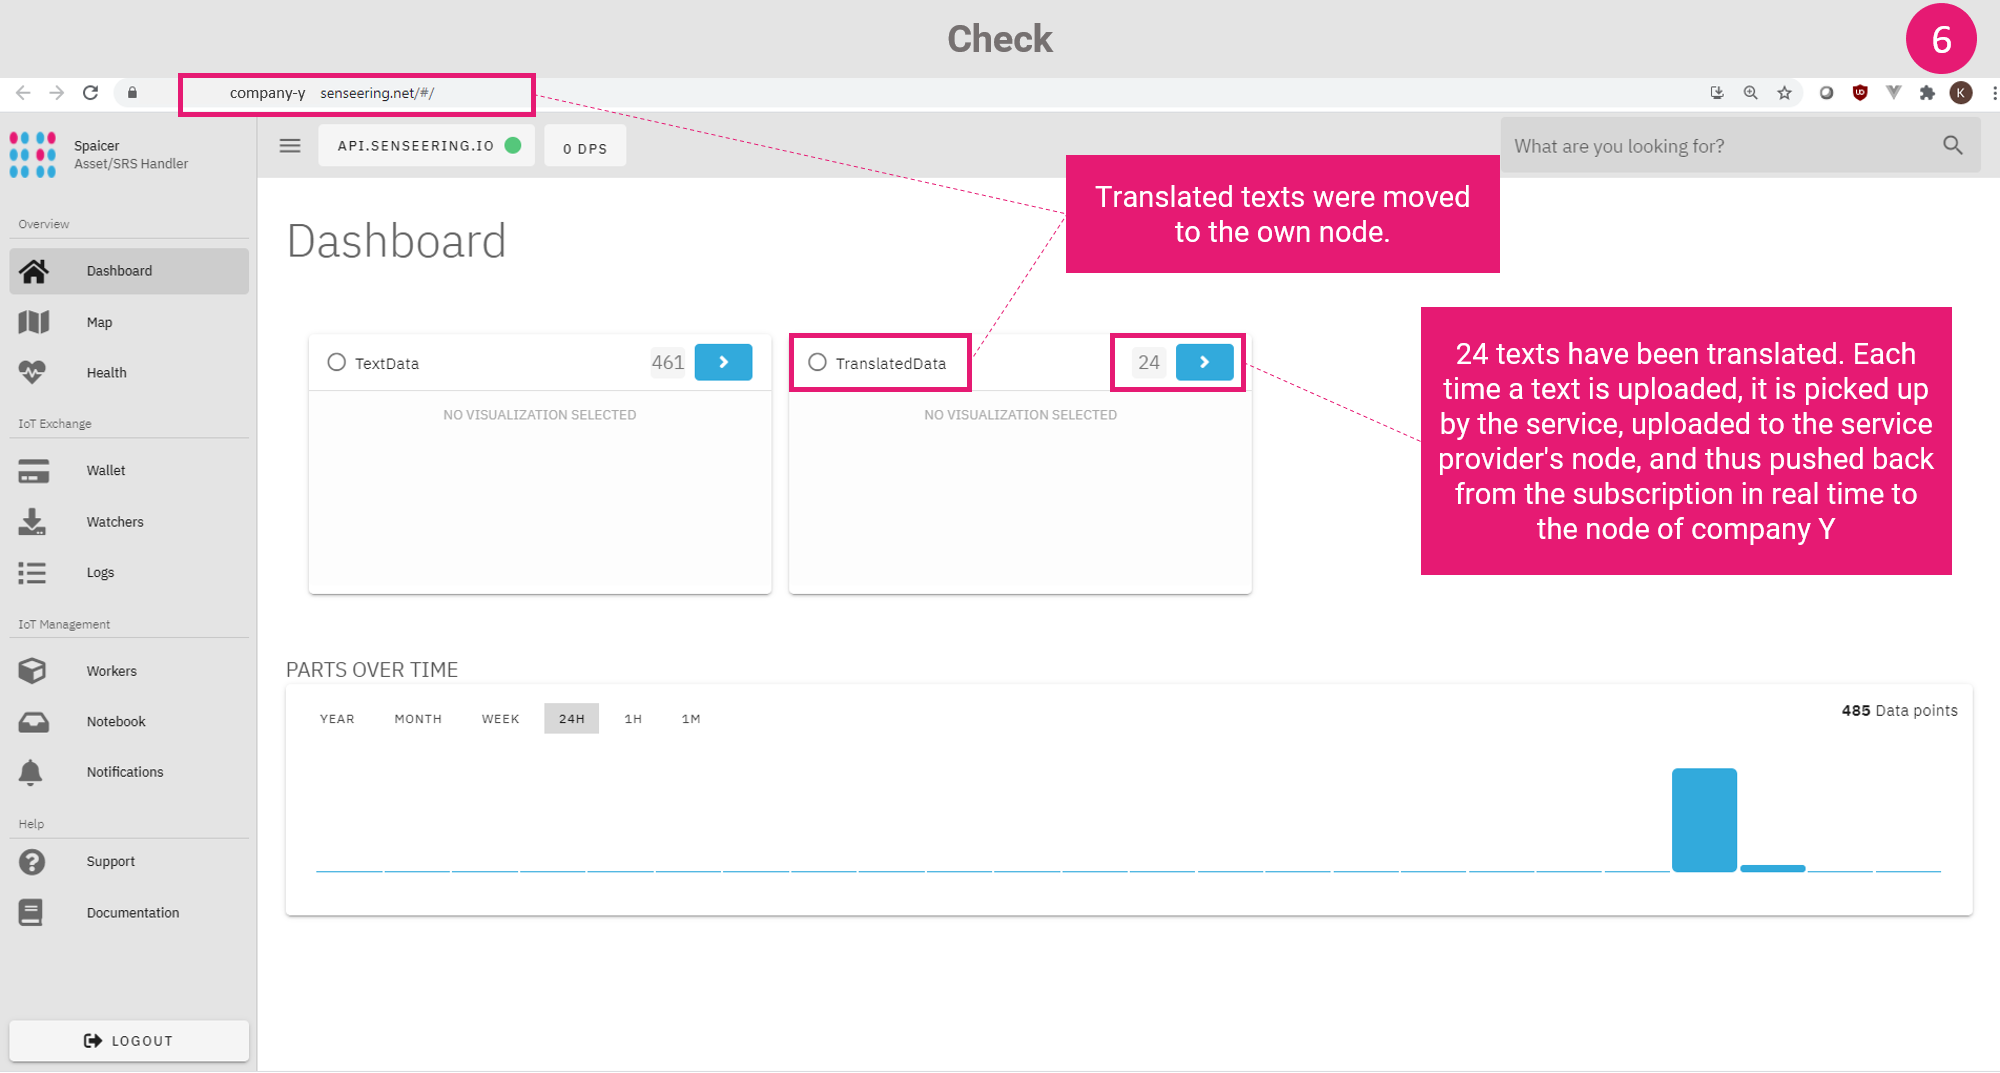 Check
6
company-y senseering.net/#/
K
Spaicer
Asset/SRS Handler
API.SENSEERING.IO
0 DPS
What are you looking for?
Translated texts were moved
to the own node.
Overview
Dashboard
Map
Health
IoT Exchange
Wallet
Watchers
Logs
IoT Management
Workers
Notebook
Notifications
Help
Support
Documentation
LOGOUT
Dashboard
TextData
461
NO VISUALIZATION SELECTED
TranslatedData
24
NO VISUALIZATION SELECTED
24 texts have been translated. Each
time a text is uploaded, it is picked up
by the service, uploaded to the service
provider's node, and thus pushed back
from the subscription in real time to
the node of company Y
PARTS OVER TIME
YEAR MONTH WEEK 24H 1H 1M
485 Data points